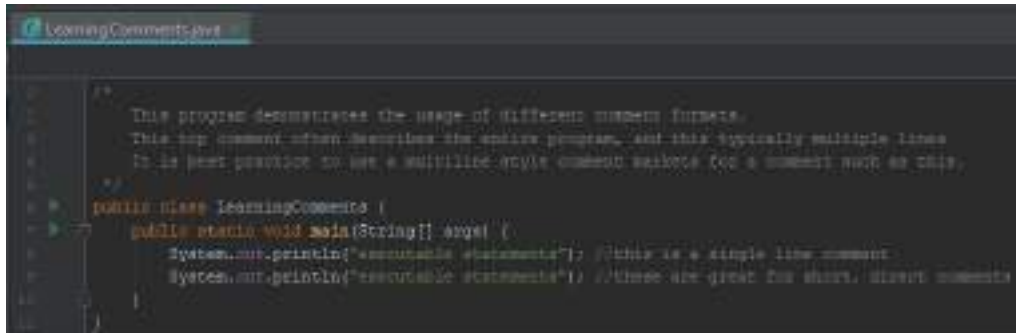 LearningComments.java
/*
This program demonstrates the usage of different comment formats.
This top comment often describes the entire program, and this typically multiple lines
It is best practice to use a multiline style comment markets for a comment such as this.
*/
public class LearningComments {
public static void main(String[] args) {
System.out.println("executable statements"); //this is a single line comment
System.out.println("executable statements"); //these are great for short, direct comments
}
}